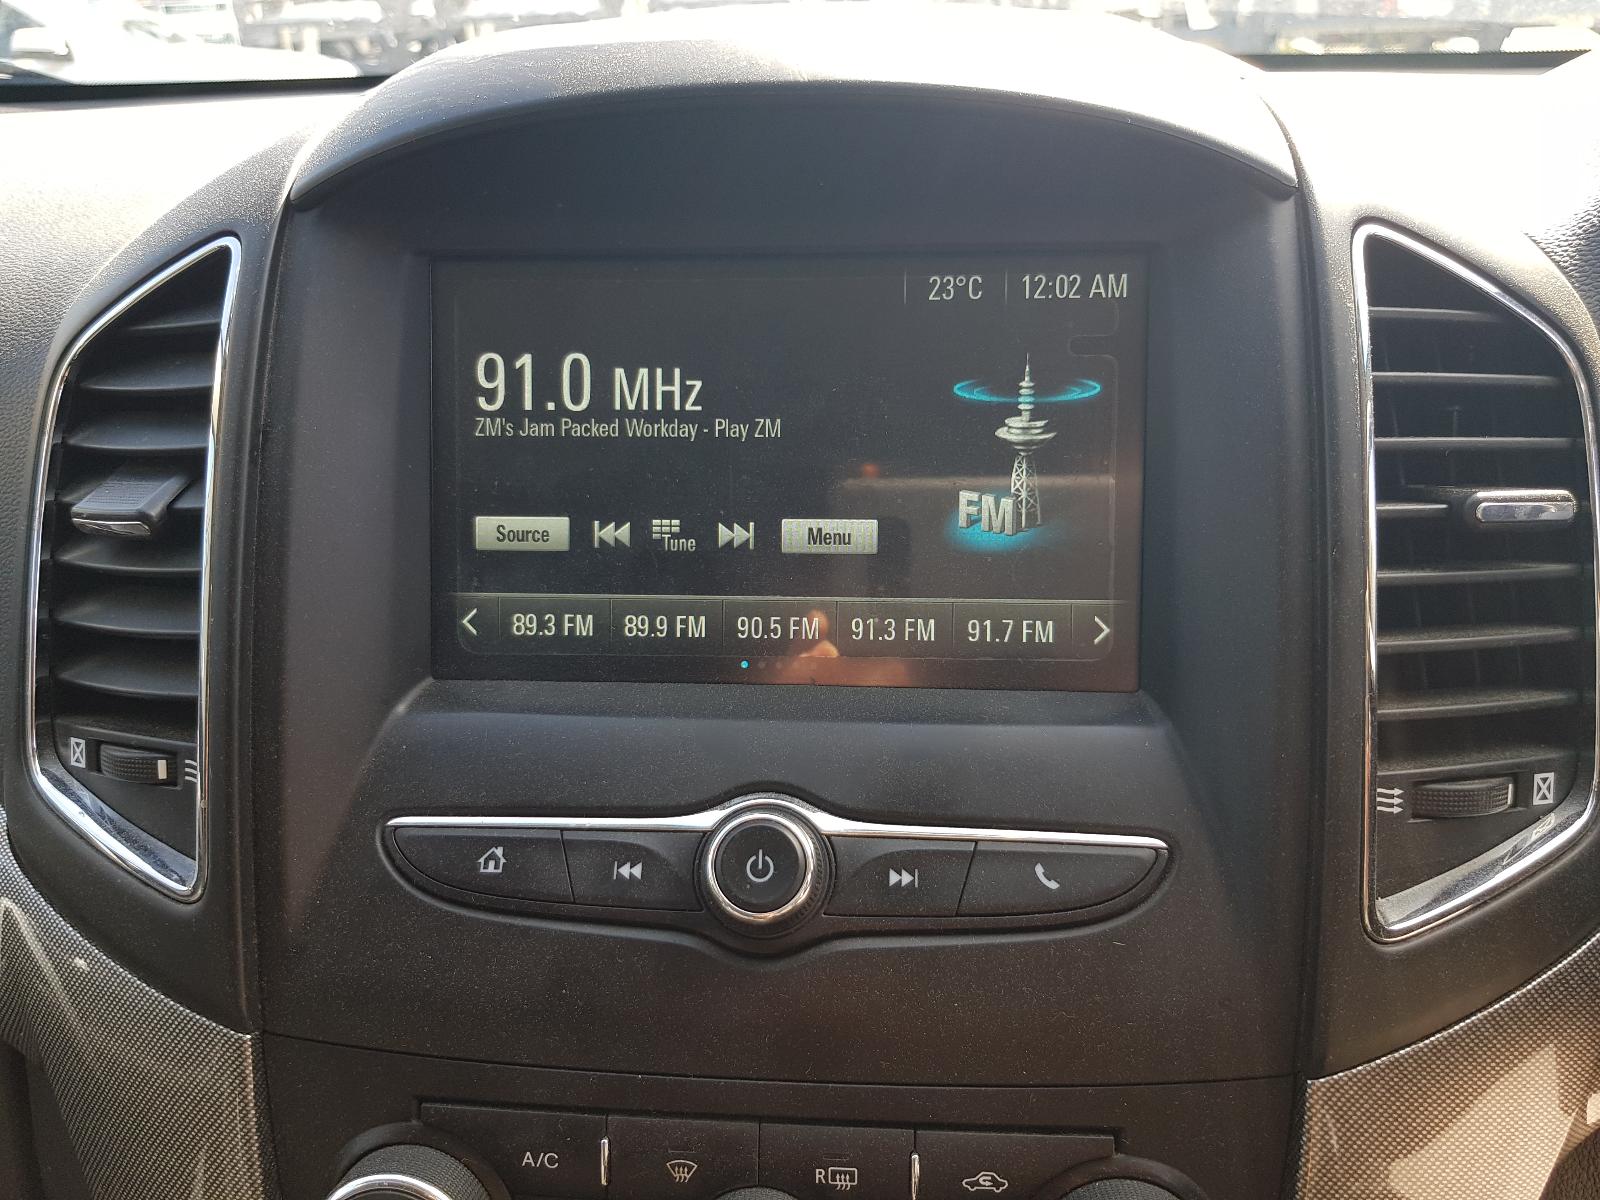 23°C 12:02 AM
91.0 MHz
ZM's Jam Packed Workday - Play ZM
FM
Source Tune Menu
89.3 FM 89.9 FM 90.5 FM 91.3 FM 91.7 FM
A/C R